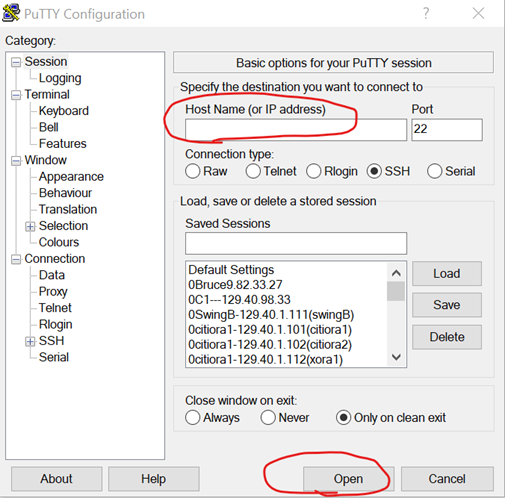 PuTTY Configuration
?
Category:
Session
Logging
Terminal
Keyboard
Bell
Features
Window
Appearance
Behaviour
Translation
Selection
Colours
Connection
Data
Proxy
Telnet
Rlogin
SSH
Serial
Basic options for your PuTTY session
Specify the destination you want to connect to
Host Name (or IP address) Port
22
Connection type:
Raw Telnet Rlogin SSH Serial
Load, save or delete a stored session
Saved Sessions
Default Settings
0Bruce9.82.33.27
0C1---129.40.98.33
0SwingB-129.40.1.111(swingB)
0citiora1-129.40.1.101(citiora1)
0citiora1-129.40.1.102(citiora2)
0citiora1-129.40.1.112(xora1)
Load
Save
Delete
Close window on exit:
Always Never Only on clean exit
About Help Open Cancel